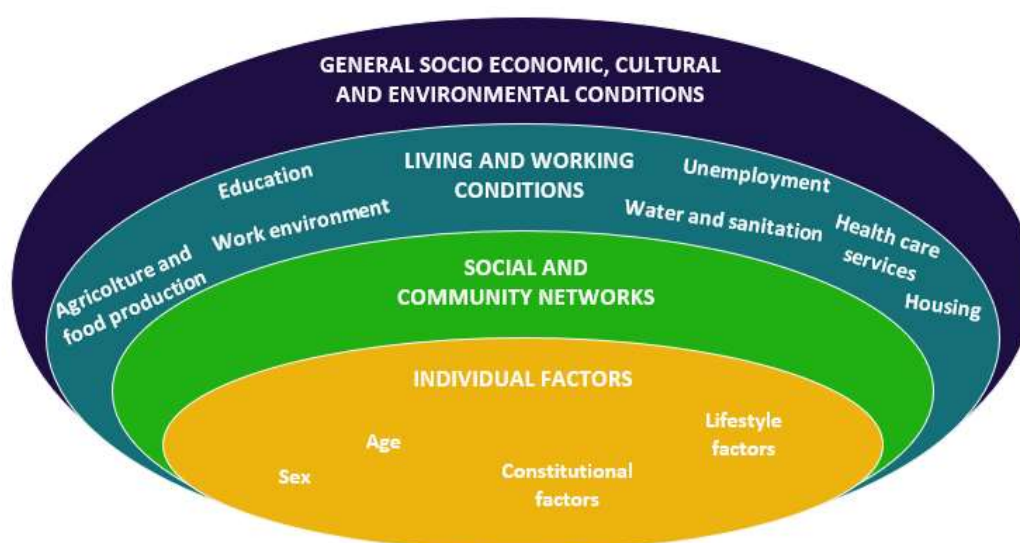 GENERAL SOCIO ECONOMIC, CULTURAL
AND ENVIRONMENTAL CONDITIONS
LIVING AND WORKING
CONDITIONS
Education
Work environment
Agricolture and
food production
Unemployment
Water and sanitation
Health care
services
Housing
SOCIAL AND
COMMUNITY NETWORKS
INDIVIDUAL FACTORS
Sex
Age
Constitutional
factors
Lifestyle
factors